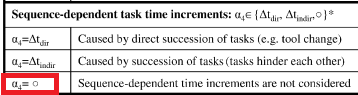 Sequence-dependent task time increments: α₄∈{Δt_dir, Δt_indir,○}*
α₄=Δt_dir Caused by direct succession of tasks (e.g. tool change)
α₄=Δt_indir Caused by succession of tasks (tasks hinder each other)
α₄= ○ Sequence-dependent time increments are not considered